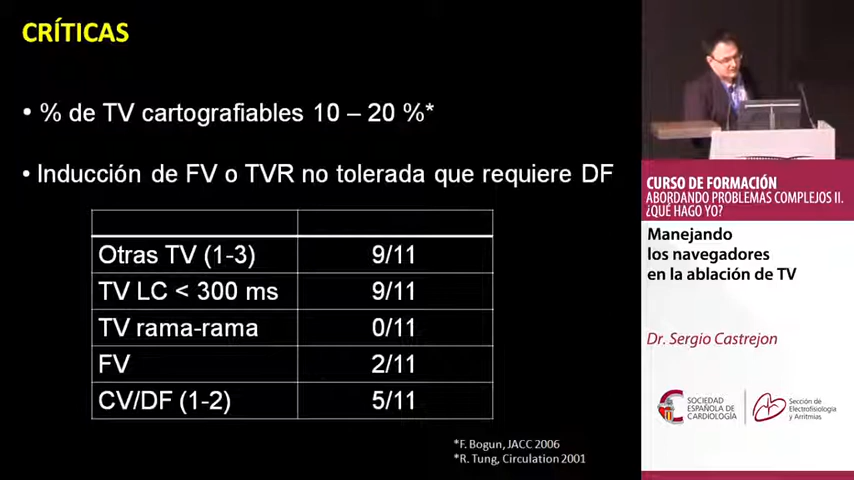 CRÍTICAS
• % de TV cartografiables 10 – 20 %*
• Inducción de FV o TVR no tolerada que requiere DF
Otras TV (1-3) 9/11
TV LC < 300 ms 9/11
TV rama-rama 0/11
FV 2/11
CV/DF (1-2) 5/11
*F. Bogun, JACC 2006
*R. Tung, Circulation 2001
CURSO DE FORMACIÓN
ABORDANDO PROBLEMAS COMPLEJOS II.
¿QUÉ HAGO YO?
Manejando
los navegadores
en la ablación de TV
Dr. Sergio Castrejon
SOCIEDAD
ESPAÑOLA DE
CARDIOLOGÍA
Sección de
Electrofisiología
y Arritmias